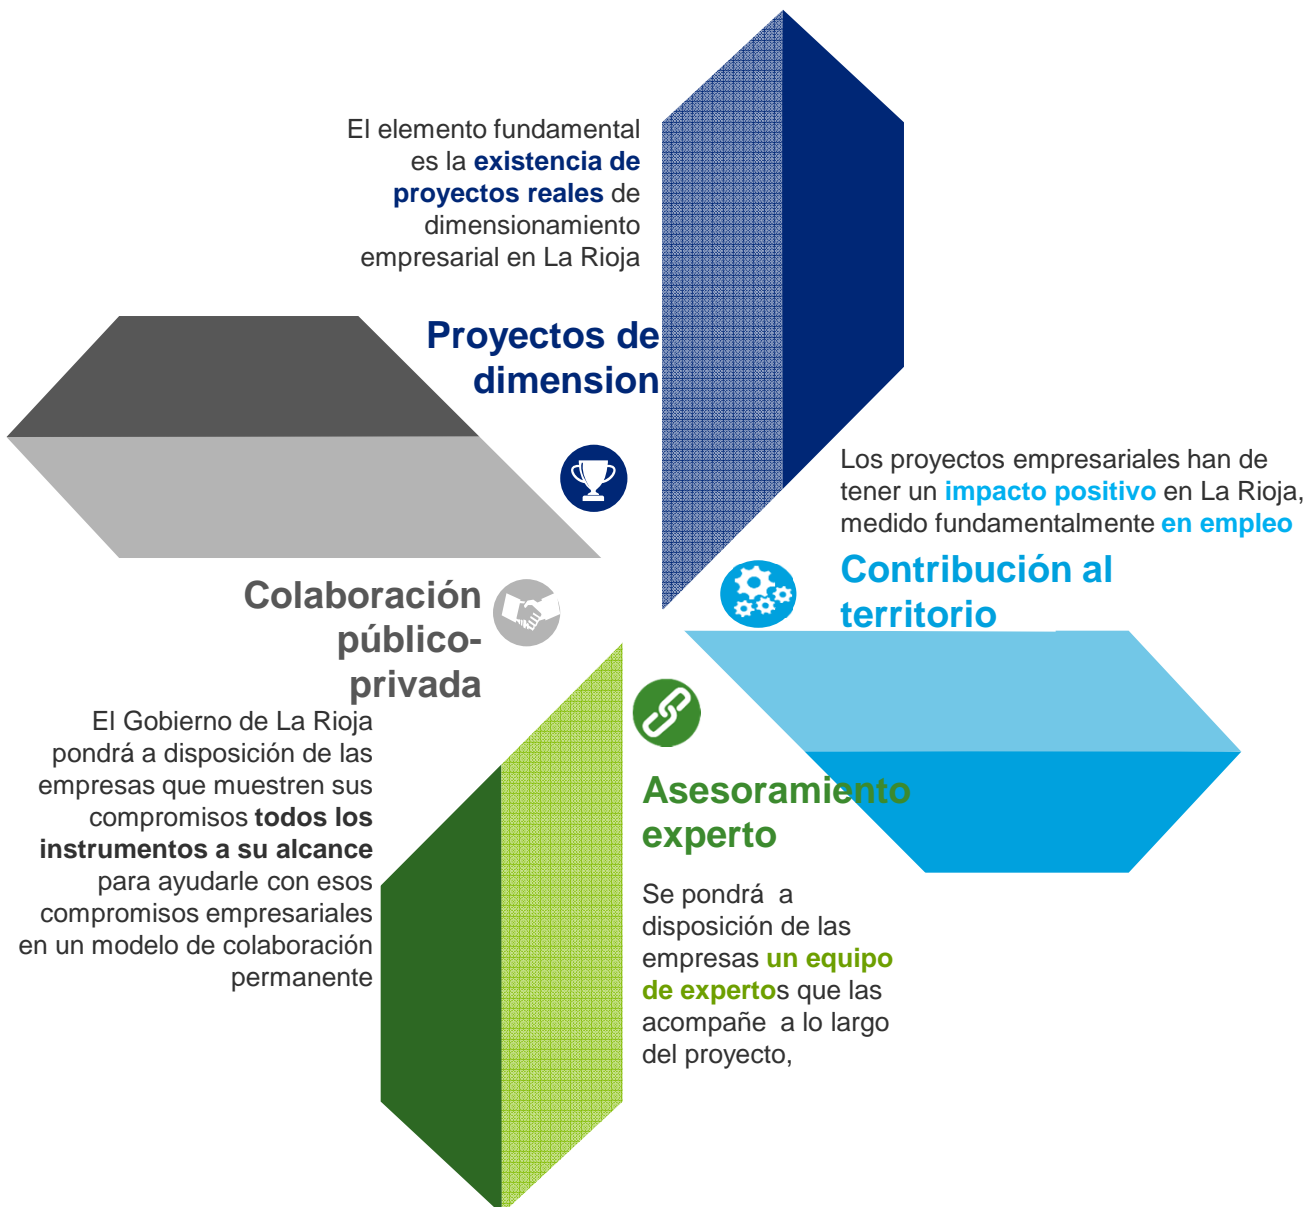 El elemento fundamental
es la existencia de
proyectos reales de
dimensionamiento
empresarial en La Rioja
Proyectos de
dimension
Los proyectos empresariales han de
tener un impacto positivo en La Rioja,
medido fundamentalmente en empleo
Contribución al
territorio
Colaboración
público-
privada
El Gobierno de La Rioja
pondrá a disposición de las
empresas que muestren sus
compromisos todos los
instrumentos a su alcance
para ayudarle con esos
compromisos empresariales
en un modelo de colaboración
permanente
Asesoramiento
experto
Se pondrá  a
disposición de las
empresas un equipo
de expertos que las
acompañe  a lo largo
del proyecto,